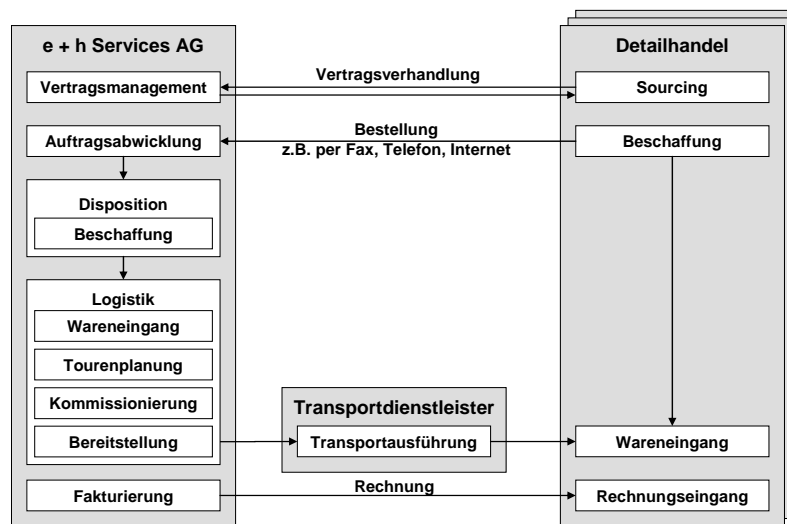 e + h Services AG
Detailhandel
Vertragsmanagement
Vertragsverhandlung
Sourcing
Auftragsabwicklung
Bestellung
z.B. per Fax, Telefon, Internet
Beschaffung
Disposition
Beschaffung
Logistik
Wareneingang
Tourenplanung
Kommissionierung
Bereitstellung
Transportdienstleister
Transportausführung
Wareneingang
Fakturierung
Rechnung
Rechnungseingang